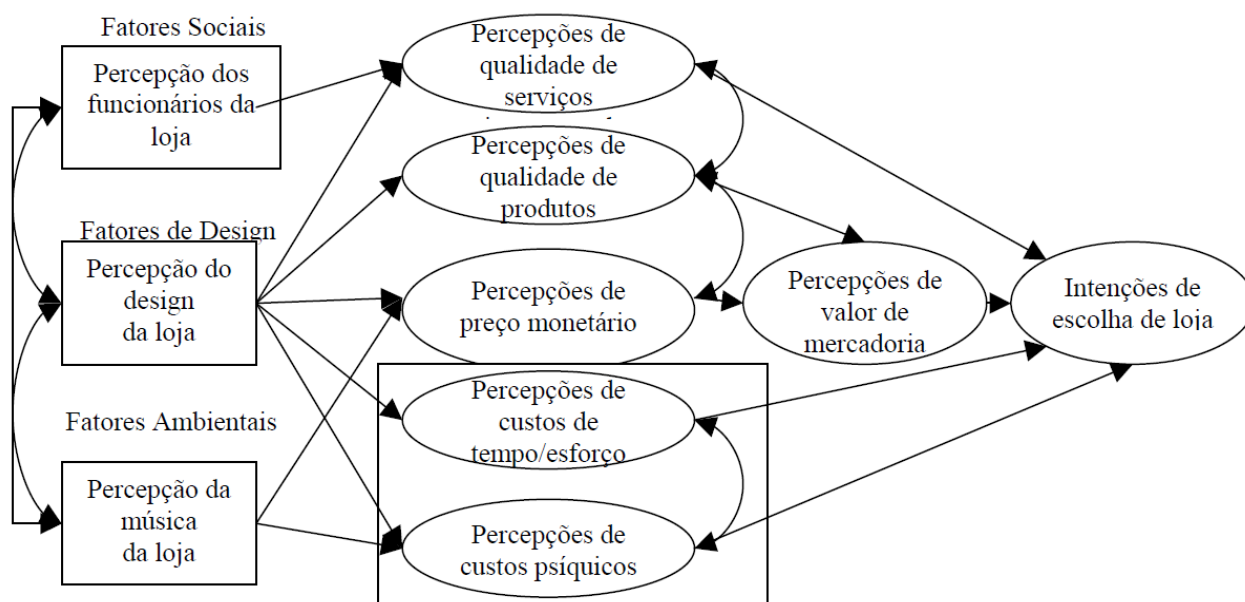 Fatores Sociais
Percepção dos
funcionários da
loja
Fatores de Design
Percepção do
design
da loja
Fatores Ambientais
Percepção da
música
da loja
Percepções de
qualidade de
serviços
Percepções de
qualidade de
produtos
Percepções de
preço monetário
Percepções de
custos de
tempo/esforço
Percepções de
custos psíquicos
Percepções de
valor de
mercadoria
Intenções de
escolha de loja